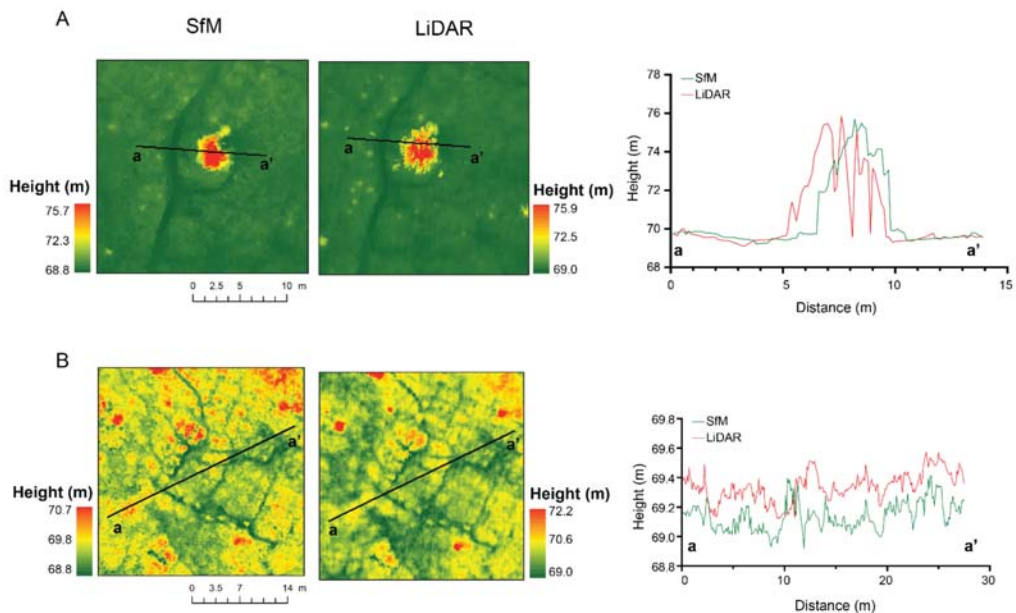 A
SfM
LiDAR
a
a'
a
a'
Height (m)
75.7
72.3
68.8
Height (m)
75.9
72.5
69.0
0 2.5 5 10 m
SfM
LiDAR
Height (m)
78
76
74
72
70
68
a
a'
0 5 10 15
Distance (m)
B
a
a'
a
a'
Height (m)
70.7
69.8
68.8
Height (m)
72.2
70.6
69.0
0 3.5 7 14 m
SfM
LiDAR
Height (m)
69.8
69.6
69.4
69.2
69.0
68.8
a
a'
0 10 20 30
Distance (m)